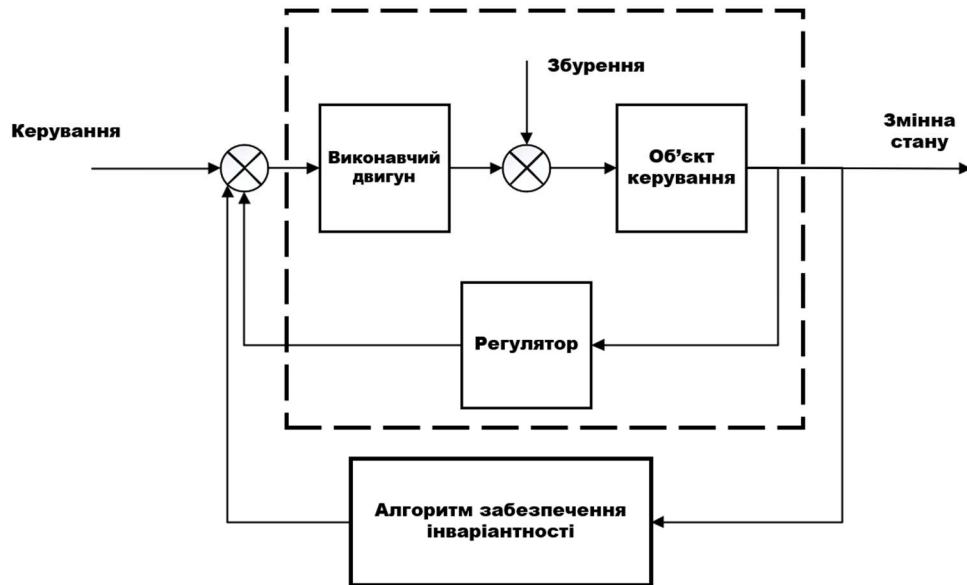 Збурення
Керування
Змінна
стану
Виконавчий
двигун
Об’єкт
керування
Регулятор
Алгоритм забезпечення
інваріантності